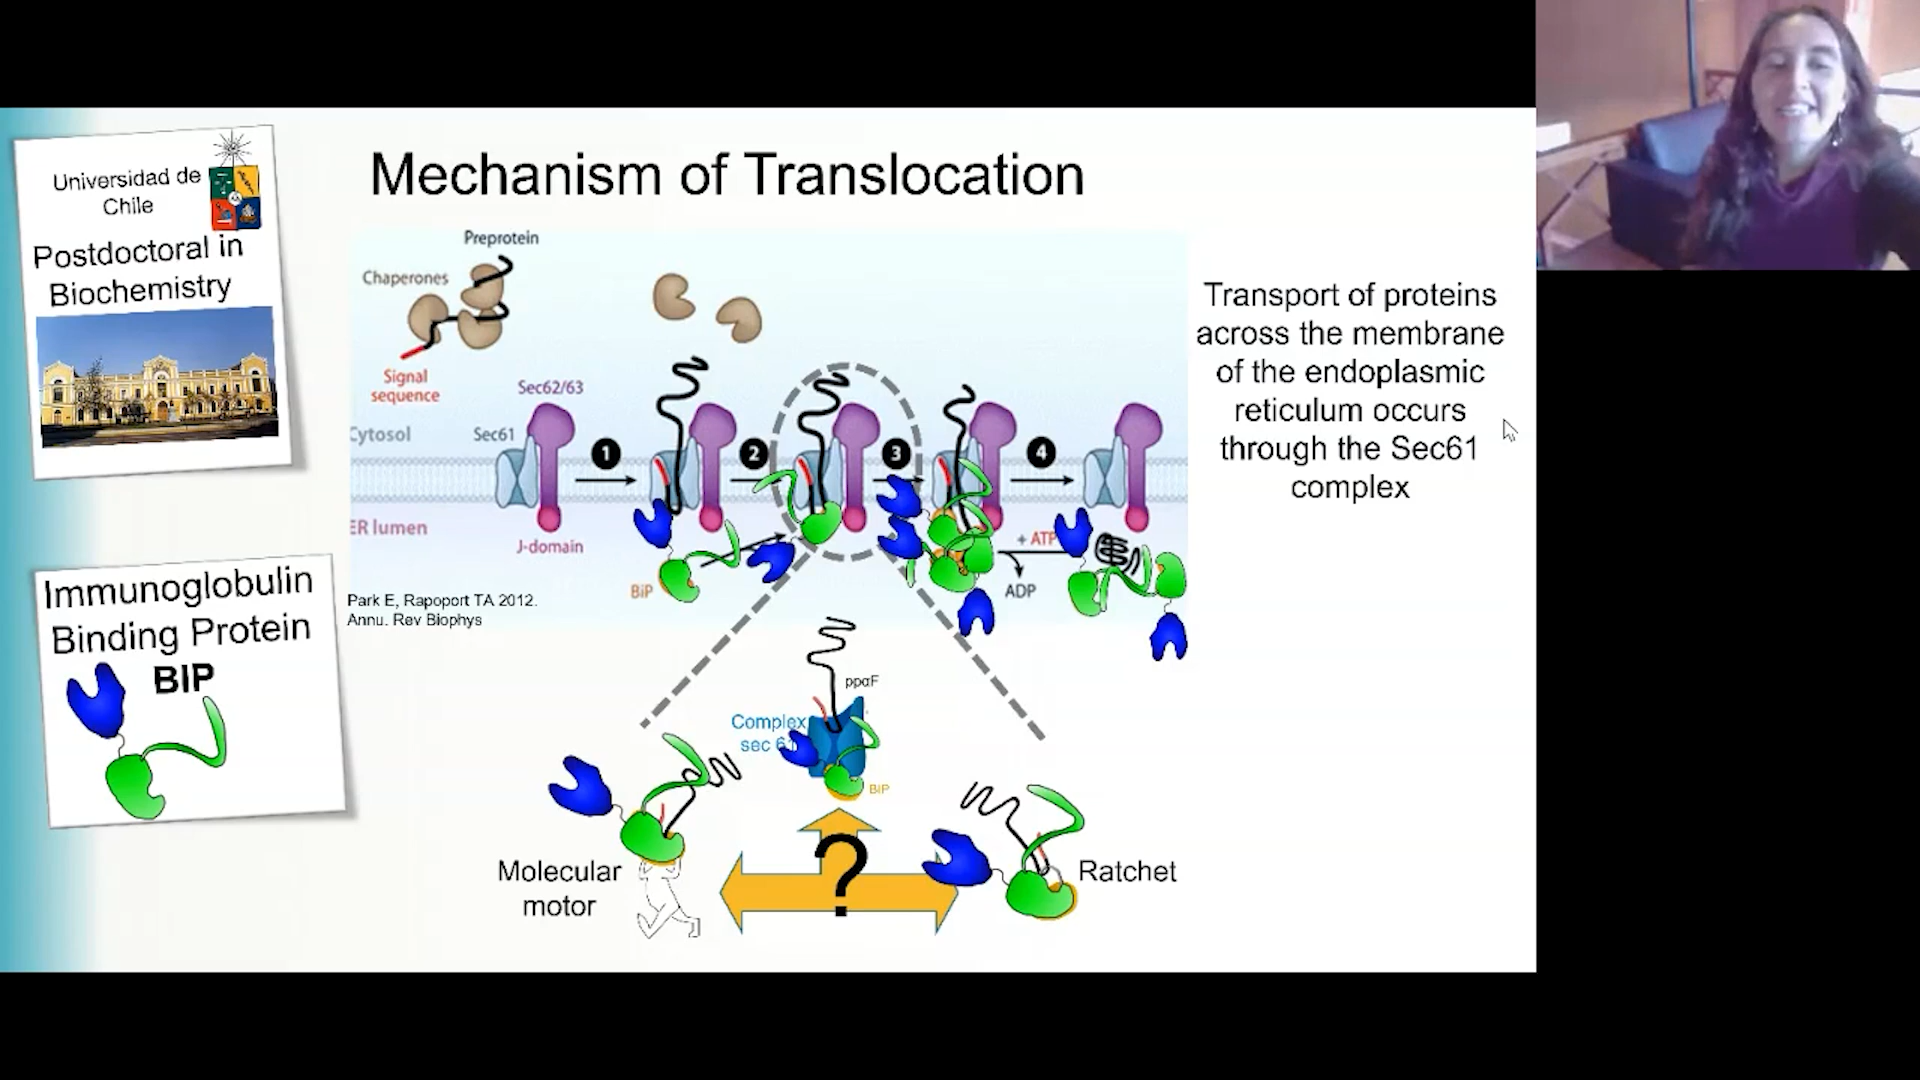 Universidad de
Chile
Postdoctoral in
Biochemistry
Immunoglobulin
Binding Protein
BIP
Mechanism of Translocation
Preprotein
Chaperones
Signal
sequence
Sec62/63
Cytosol
Sec61
1
2
3
4
ER lumen
J-domain
BiP
+ ATP
ADP
Park E, Rapoport TA 2012.
Annu. Rev Biophys
ppαF
Complex
sec 61
BiP
?
Molecular
motor
Ratchet
Transport of proteins
across the membrane
of the endoplasmic
reticulum occurs
through the Sec61
complex